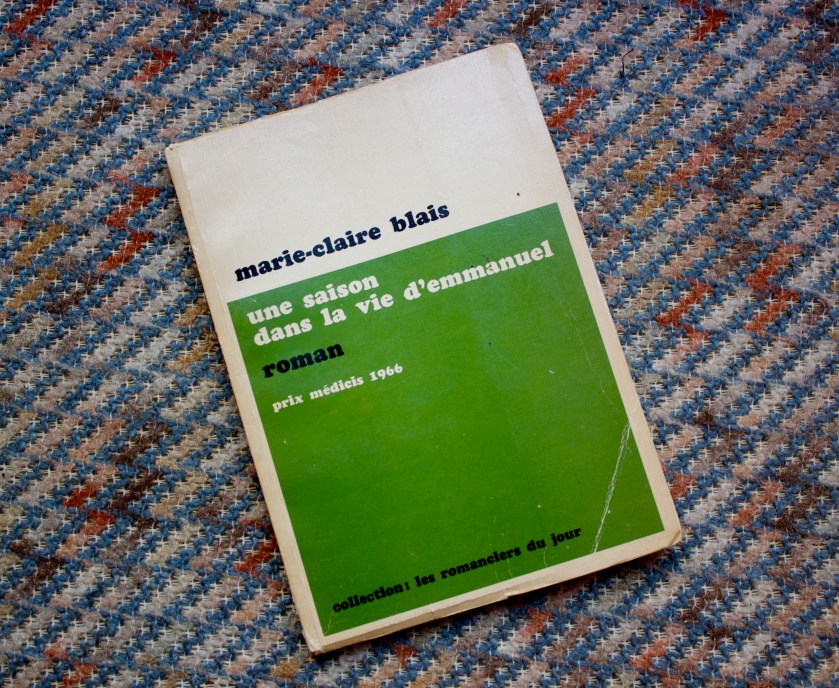 marie-claire blais
une saison
dans la vie d'emmanuel
roman
prix médicis 1966
collection: les romanciers du jour